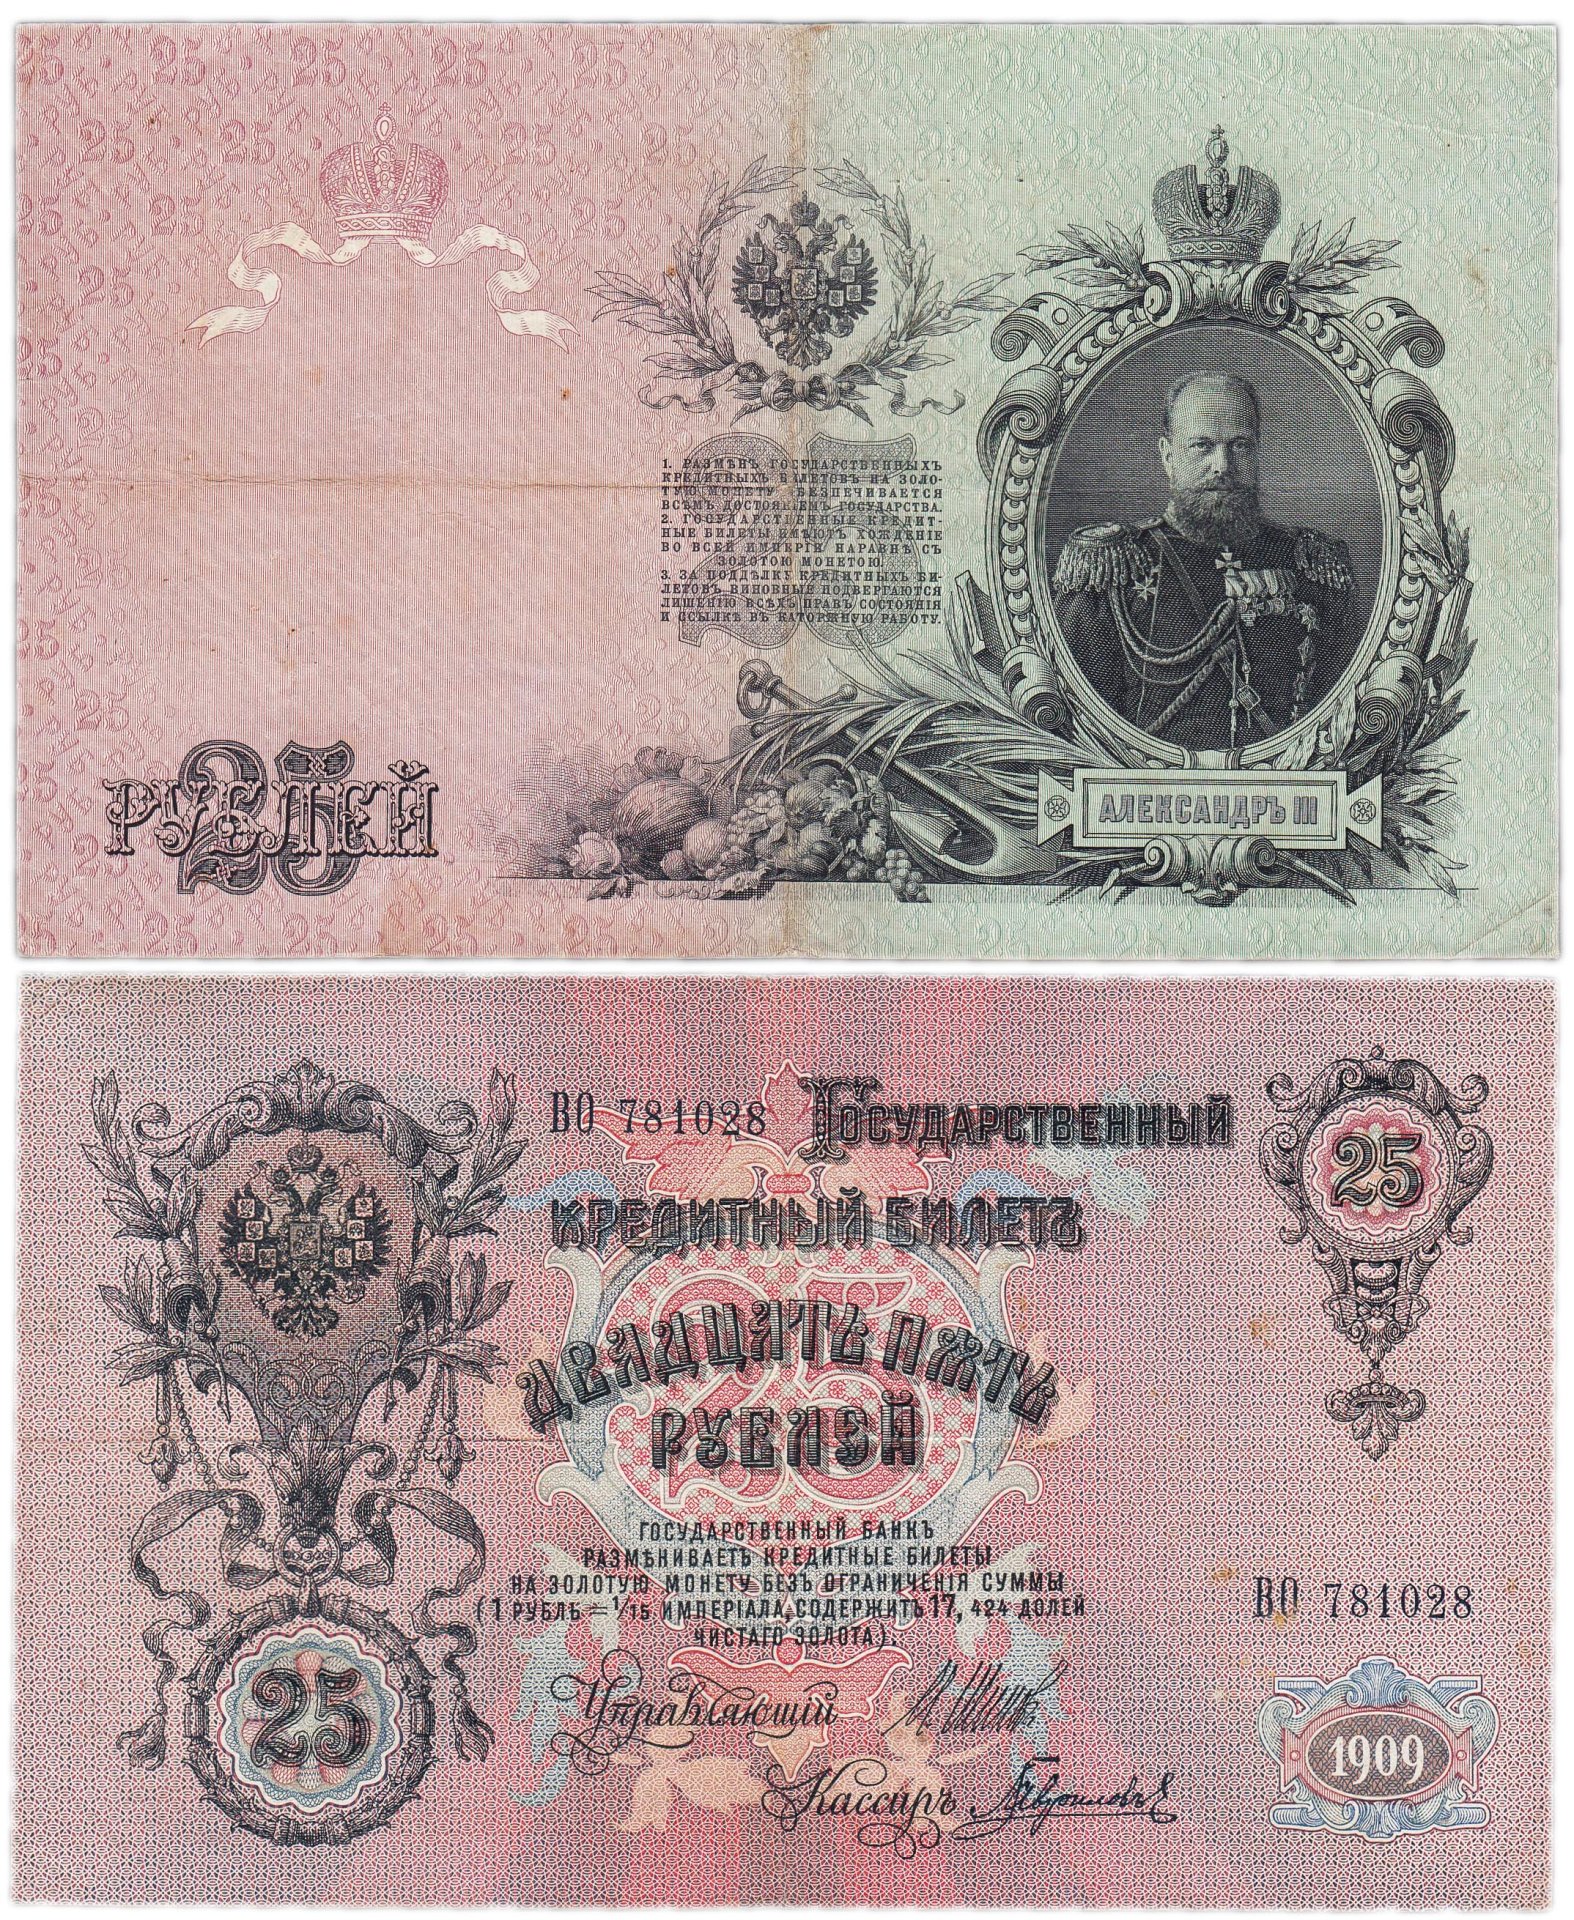 1. РАЗМѢНЪ ГОСУДАРСТВЕННЫХЪ
КРЕДИТНЫХЪ БИЛЕТОВЪ НА ЗОЛО-
ТУЮ МОНЕТУ БЕЗПЕЧИВАЕТСЯ
ВСѢМЪ ДОСТОЯНІЕМЪ ГОСУДАРСТВА.
2. ГОСУДАРСТВЕННЫЕ КРЕДИТ-
НЫЕ БИЛЕТЫ ИМѢЮТЪ ХОЖДЕНІЕ
ВО ВСЕЙ ИМПЕРІИ НАРАВНѢ СЪ
ЗОЛОТОЮ МОНЕТОЮ.
3. ЗА ПОДДѢЛКУ КРЕДИТНЫХЪ БИ-
ЛЕТОВЪ ВИНОВНЫЕ ПОДВЕРГАЮТСЯ
ЛИШЕНІЮ ВСѢХЪ ПРАВЪ СОСТОЯНІЯ
И ССЫЛКѢ ВЪ КАТОРЖНУЮ РАБОТУ.
25
25 РУБЛЕЙ
АЛЕКСАНДРЪ III
ВО 781028 ГОСУДАРСТВЕННЫЙ
25
КРЕДИТНЫЙ БИЛЕТЪ
25
ДВАДЦАТЬ ПЯТЬ
РУБЛЕЙ
ГОСУДАРСТВЕННЫЙ БАНКЪ
РАЗМѢНИВАЕТЪ КРЕДИТНЫЕ БИЛЕТЫ
НА ЗОЛОТУЮ МОНЕТУ БЕЗЪ ОГРАНИЧЕНІЯ СУММЫ
(1 РУБЛЬ = 1/15 ИМПЕРІАЛА, СОДЕРЖИТЪ 17, 424 ДОЛЕЙ
ЧИСТАГО ЗОЛОТА).
ВО 781028
25
Управляющій И. Шипов
Кассиръ
1909